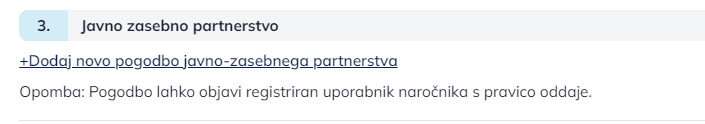 3. Javno zasebno partnerstvo
+Dodaj novo pogodbo javno-zasebnega partnerstva
Opomba: Pogodbo lahko objavi registriran uporabnik naročnika s pravico oddaje.